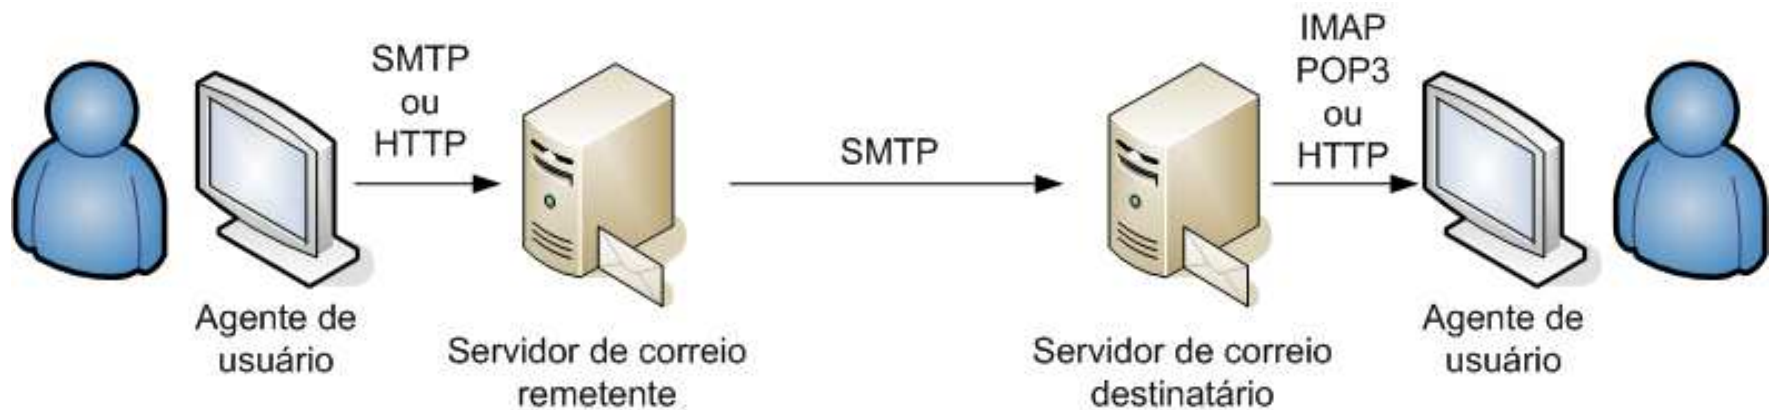 SMTP
ou
HTTP
SMTP
IMAP
POP3
ou
HTTP
Agente de
usuário
Servidor de correio
remetente
Servidor de correio
destinatário
Agente de
usuário